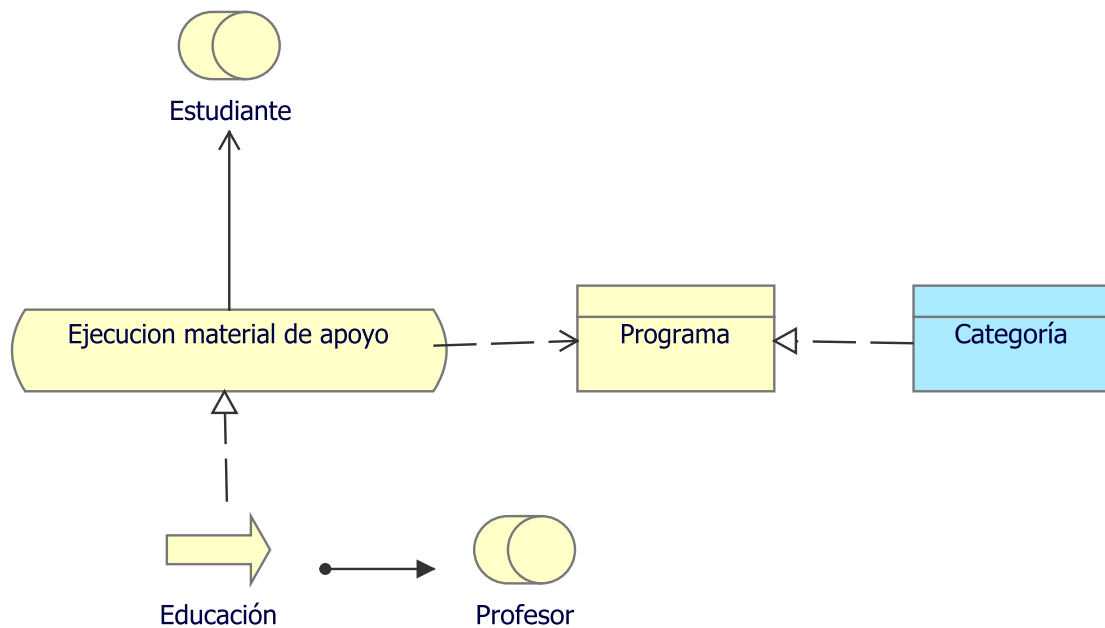 Estudiante
Ejecucion material de apoyo
Programa
Categoría
Educación
Profesor